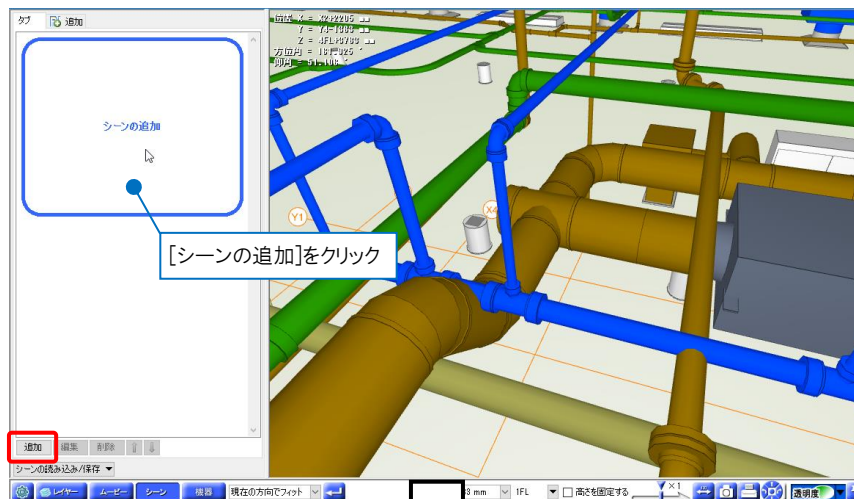 タブ 追加
シーンの追加
[シーンの追加]をクリック
Y1
X4
追加 編集 削除
シーンの読み込み/保存
レイヤー ムービー シーン 機器 現在の方向でフィット mm 1FL 高さを固定する ×1 透明度